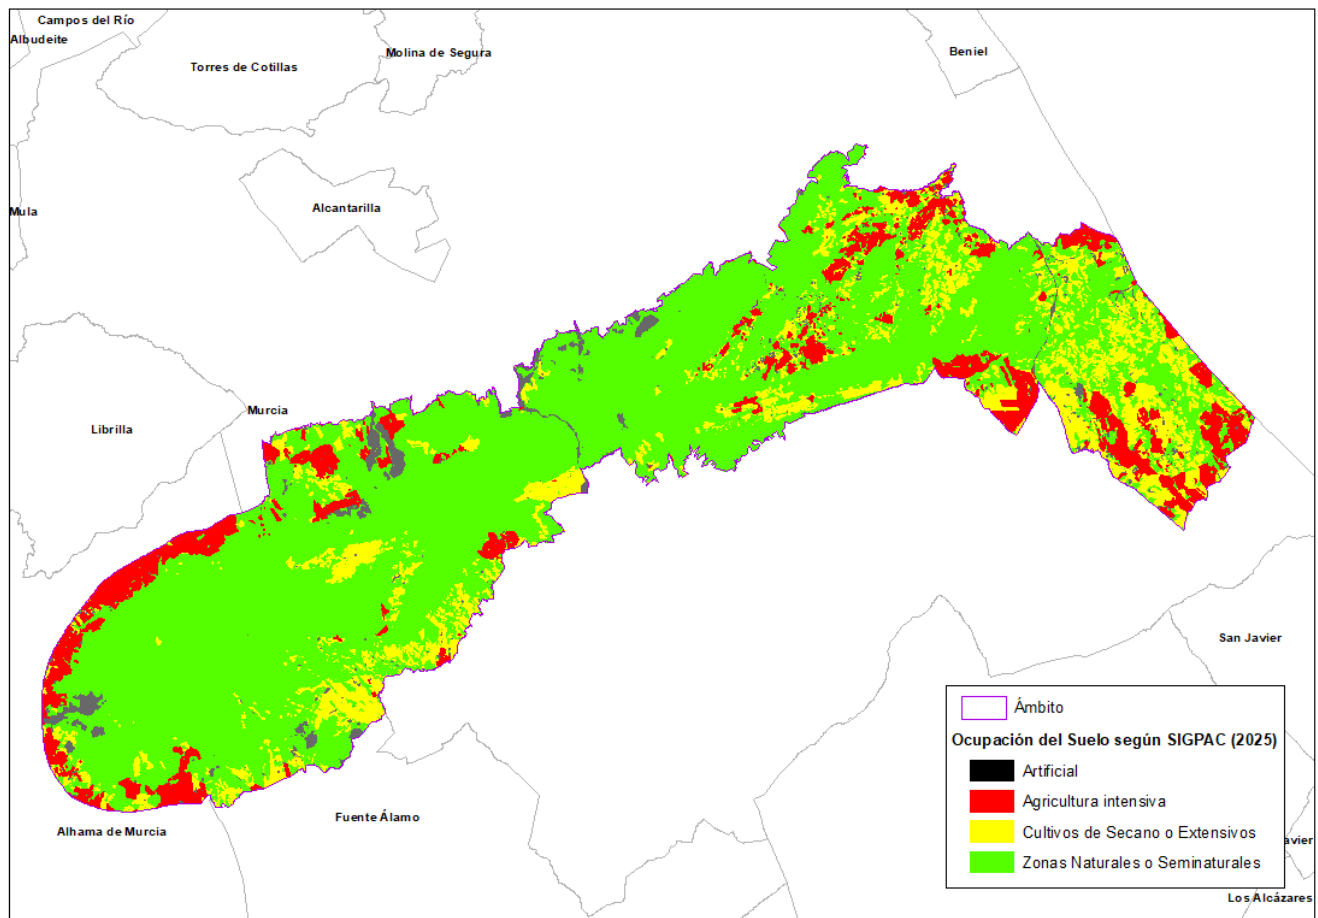 Campos del Río
Albudeite
Torres de Cotillas
Molina de Segura
Beniel
Mula
Alcantarilla
Murcia
Librilla
San Javier
Ámbito
Ocupación del Suelo según SIGPAC (2025)
Artificial
Agricultura intensiva
Cultivos de Secano o Extensivos
Zonas Naturales o Seminaturales
Fuente Álamo
Alhama de Murcia
avier
Los Alcázares